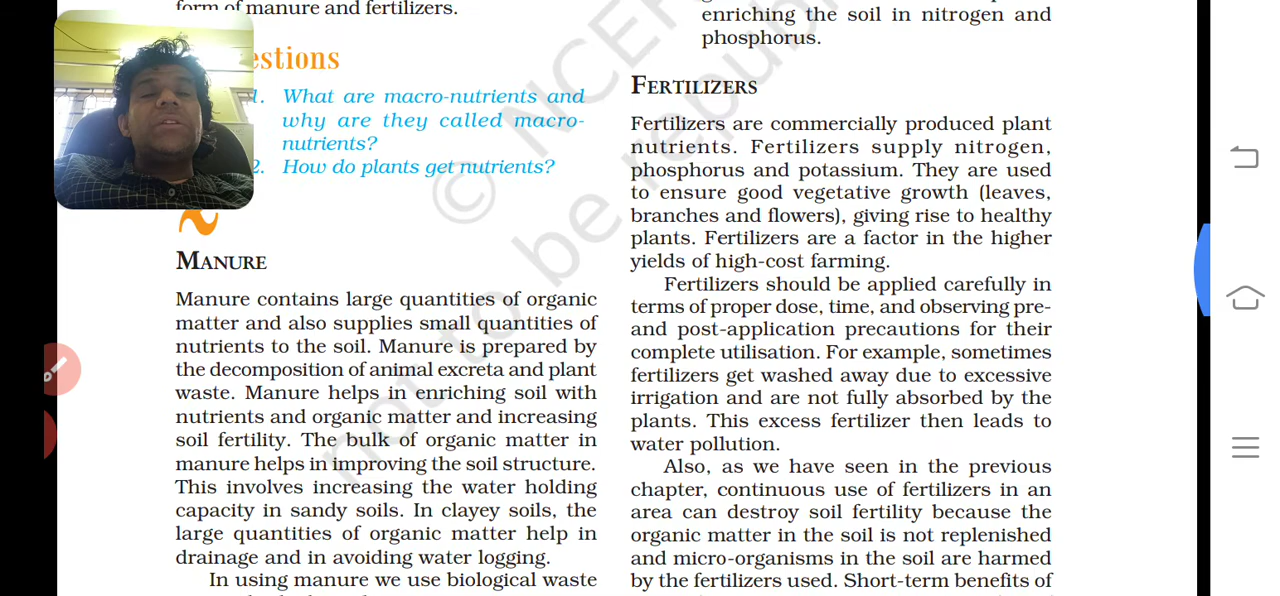 form of manure and fertilizers.
estions
1. What are macro-nutrients and
why are they called macro-
nutrients?
2. How do plants get nutrients?
MANURE
Manure contains large quantities of organic
matter and also supplies small quantities of
nutrients to the soil. Manure is prepared by
the decomposition of animal excreta and plant
waste. Manure helps in enriching soil with
nutrients and organic matter and increasing
soil fertility. The bulk of organic matter in
manure helps in improving the soil structure.
This involves increasing the water holding
capacity in sandy soils. In clayey soils, the
large quantities of organic matter help in
drainage and in avoiding water logging.
In using manure we use biological waste
enriching the soil in nitrogen and
phosphorus.
FERTILIZERS
Fertilizers are commercially produced plant
nutrients. Fertilizers supply nitrogen,
phosphorus and potassium. They are used
to ensure good vegetative growth (leaves,
branches and flowers), giving rise to healthy
plants. Fertilizers are a factor in the higher
yields of high-cost farming.
Fertilizers should be applied carefully in
terms of proper dose, time, and observing pre-
and post-application precautions for their
complete utilisation. For example, sometimes
fertilizers get washed away due to excessive
irrigation and are not fully absorbed by the
plants. This excess fertilizer then leads to
water pollution.
Also, as we have seen in the previous
chapter, continuous use of fertilizers in an
area can destroy soil fertility because the
organic matter in the soil is not replenished
and micro-organisms in the soil are harmed
by the fertilizers used. Short-term benefits of
© NCER
not to be republ